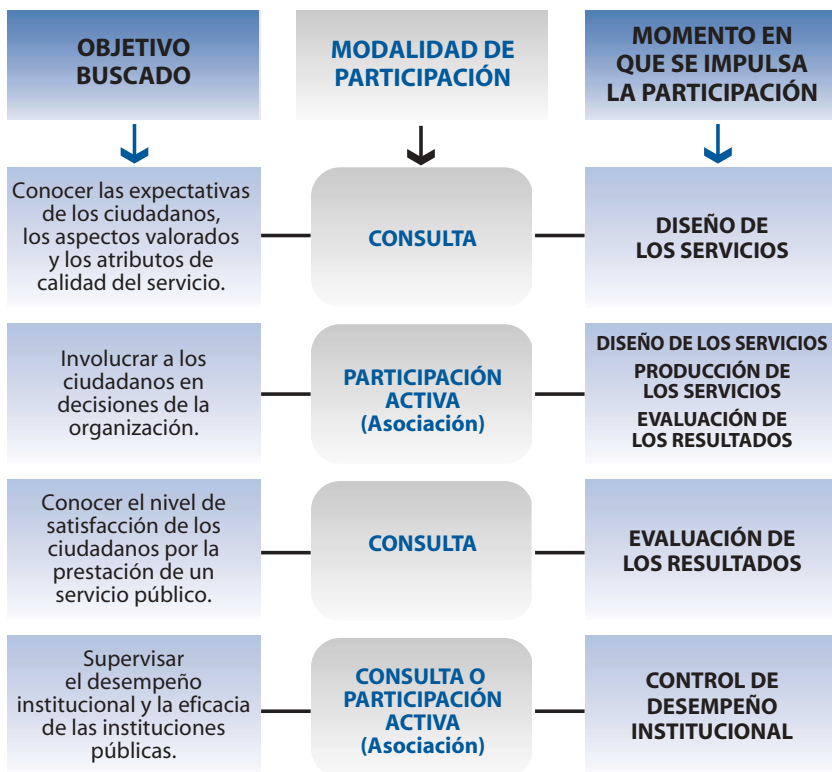 OBJETIVO
BUSCADO
MODALIDAD DE
PARTICIPACIÓN
MOMENTO EN
QUE SE IMPULSA
LA PARTICIPACIÓN
Conocer las expectativas
de los ciudadanos,
los aspectos valorados
y los atributos de
calidad del servicio.
CONSULTA
DISEÑO DE
LOS SERVICIOS
Involucrar a los
ciudadanos en
decisiones de la
organización.
PARTICIPACIÓN
ACTIVA
(Asociación)
DISEÑO DE LOS SERVICIOS
PRODUCCIÓN DE
LOS SERVICIOS
EVALUACIÓN DE
LOS RESULTADOS
Conocer el nivel de
satisfacción de los
ciudadanos por la
prestación de un
servicio público.
CONSULTA
EVALUACIÓN DE
LOS RESULTADOS
Supervisar
el desempeño
institucional y la eficacia
de las instituciones
públicas.
CONSULTA O
PARTICIPACIÓN
ACTIVA
(Asociación)
CONTROL DE
DESEMPEÑO
INSTITUCIONAL